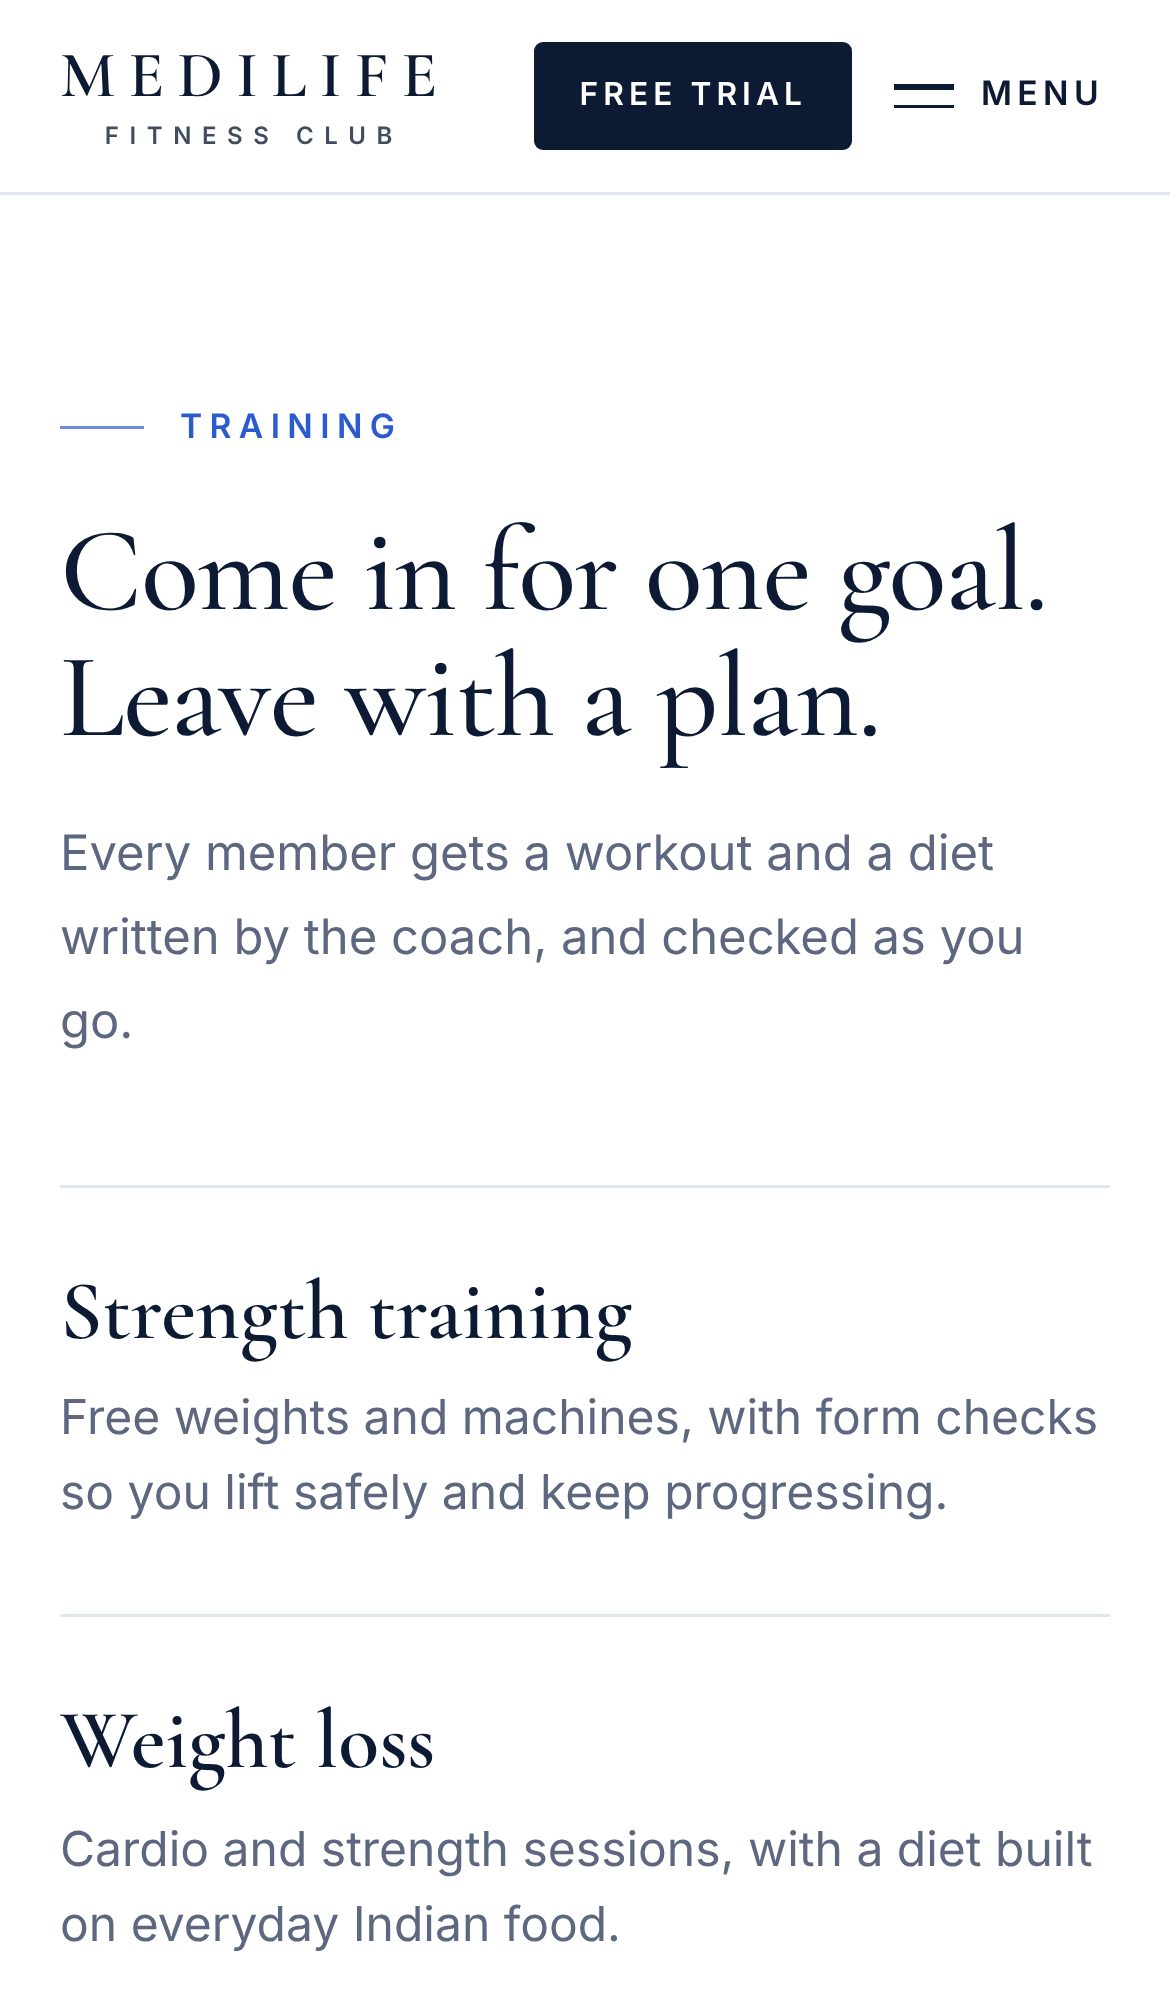 MEDILIFE
FITNESS CLUB
FREE TRIAL
MENU
TRAINING
Come in for one goal.
Leave with a plan.
Every member gets a workout and a diet
written by the coach, and checked as you
go.
Strength training
Free weights and machines, with form checks
so you lift safely and keep progressing.
Weight loss
Cardio and strength sessions, with a diet built
on everyday Indian food.